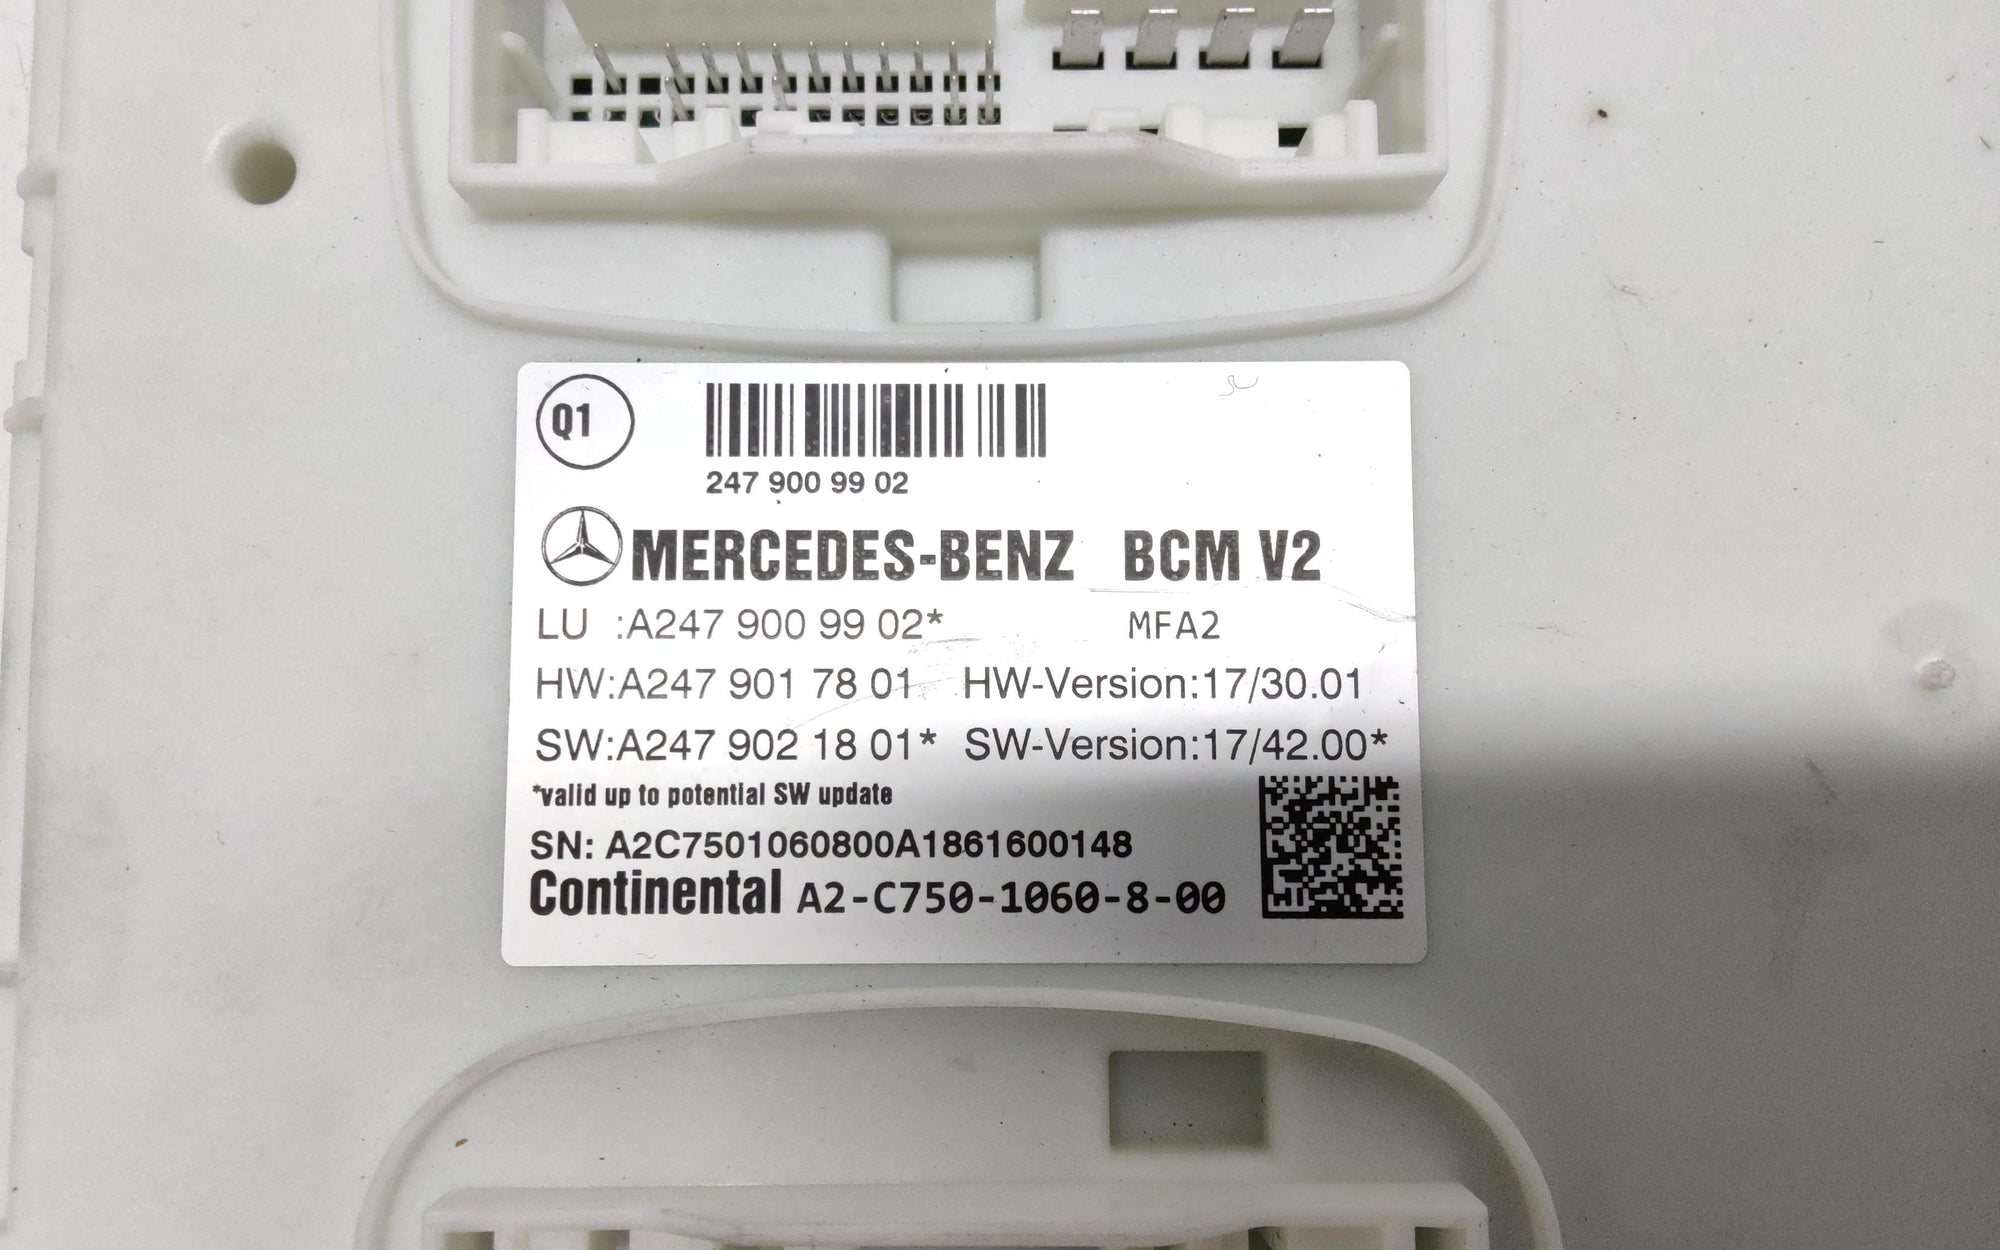 Q1
247 900 99 02
MERCEDES-BENZ BCM V2
LU :A247 900 99 02* MFA2
HW:A247 901 78 01 HW-Version:17/30.01
SW:A247 902 18 01* SW-Version:17/42.00*
*valid up to potential SW update
SN: A2C7501060800A1861600148
Continental A2-C750-1060-8-00